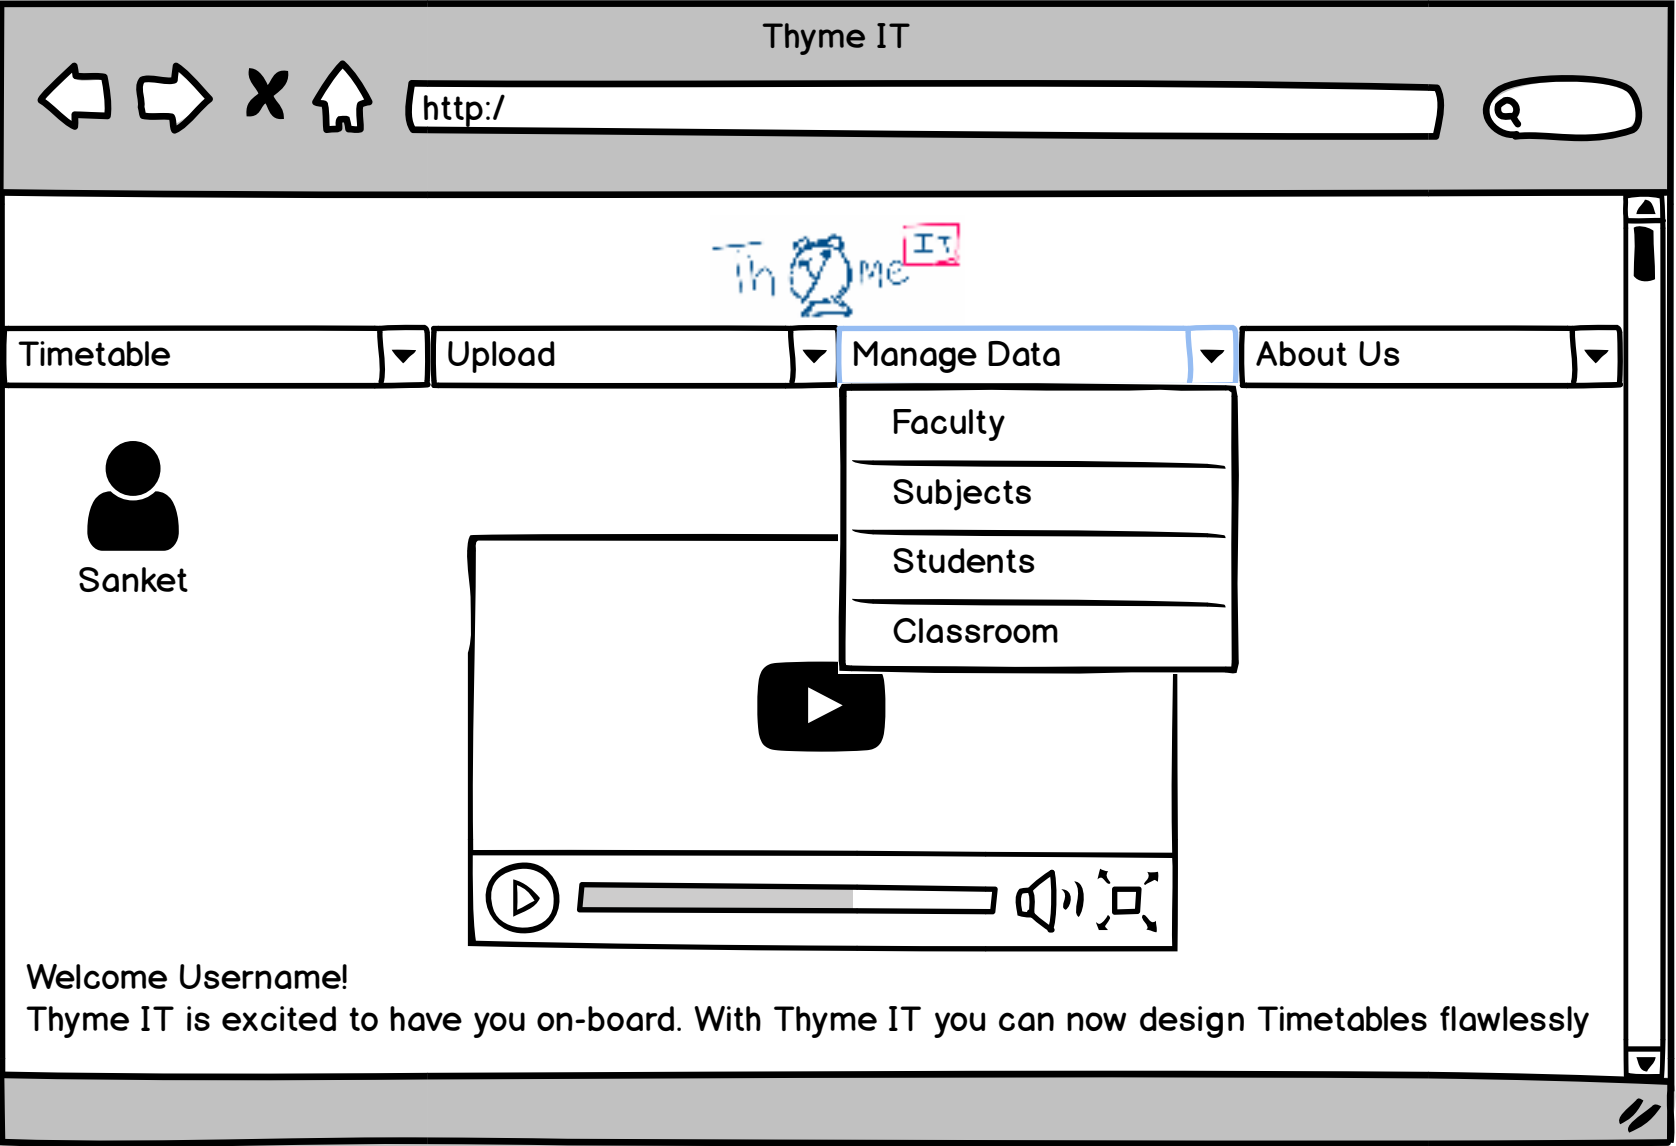 Thyme IT
http:/
Thyme IT
Timetable
Upload
Manage Data
About Us
Faculty
Subjects
Students
Classroom
Sanket
Welcome Username!
Thyme IT is excited to have you on-board. With Thyme IT you can now design Timetables flawlessly